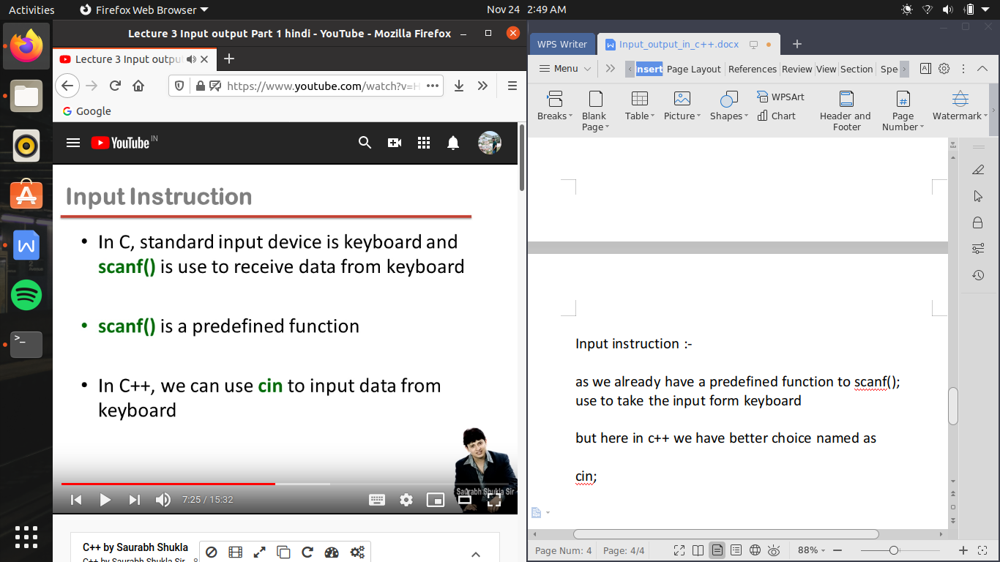 Activities
Firefox Web Browser
Nov 24 2:49 AM
Lecture 3 Input output Part 1 hindi - YouTube - Mozilla Firefox
Lecture 3 Input outpu
https://www.youtube.com/watch?v=H
Google
YouTube IN
Input Instruction
• In C, standard input device is keyboard and
scanf() is use to receive data from keyboard
• scanf() is a predefined function
• In C++, we can use cin to input data from
keyboard
Saurabh Shukla Sir
7:25 / 15:32
C++ by Saurabh Shukla
C++ by Saurabh Shukla Sir
WPS Writer
Input_output_in_c++.docx
Menu
Insert
Page Layout
References
Review
View
Section
Spe
Breaks
Blank
Page
Table
Picture
Shapes
WPSArt
Chart
Header and
Footer
Page
Number
Watermark
Input instruction :-
as we already have a predefined function to scanf();
use to take the input form keyboard
but here in c++ we have better choice named as
cin;
Page Num: 4
Page: 4/4
88%